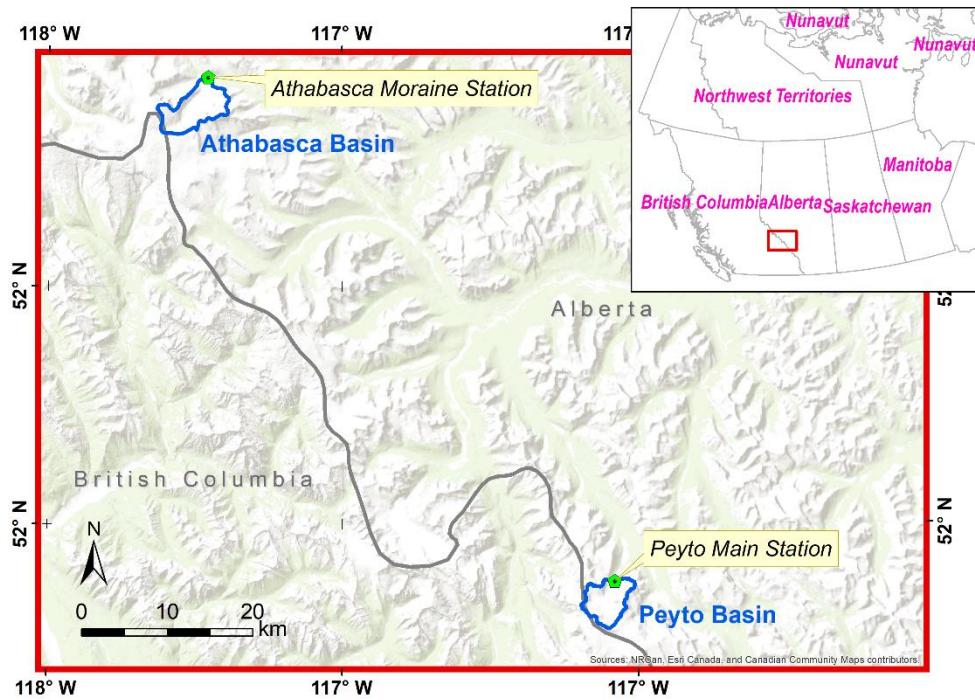 118° W
117° W
117°
Nunavut
Nunavut
Nunavut
Northwest Territories
Manitoba
British Columbia
Alberta
Saskatchewan
Athabasca Moraine Station
Athabasca Basin
52° N
52°
Alberta
British Columbia
52° N
52° N
N
Peyto Main Station
0 10 20
km
Peyto Basin
Sources: NRCan, Esri Canada, and Canadian Community Maps contributors.
118° W
117° W
117° W